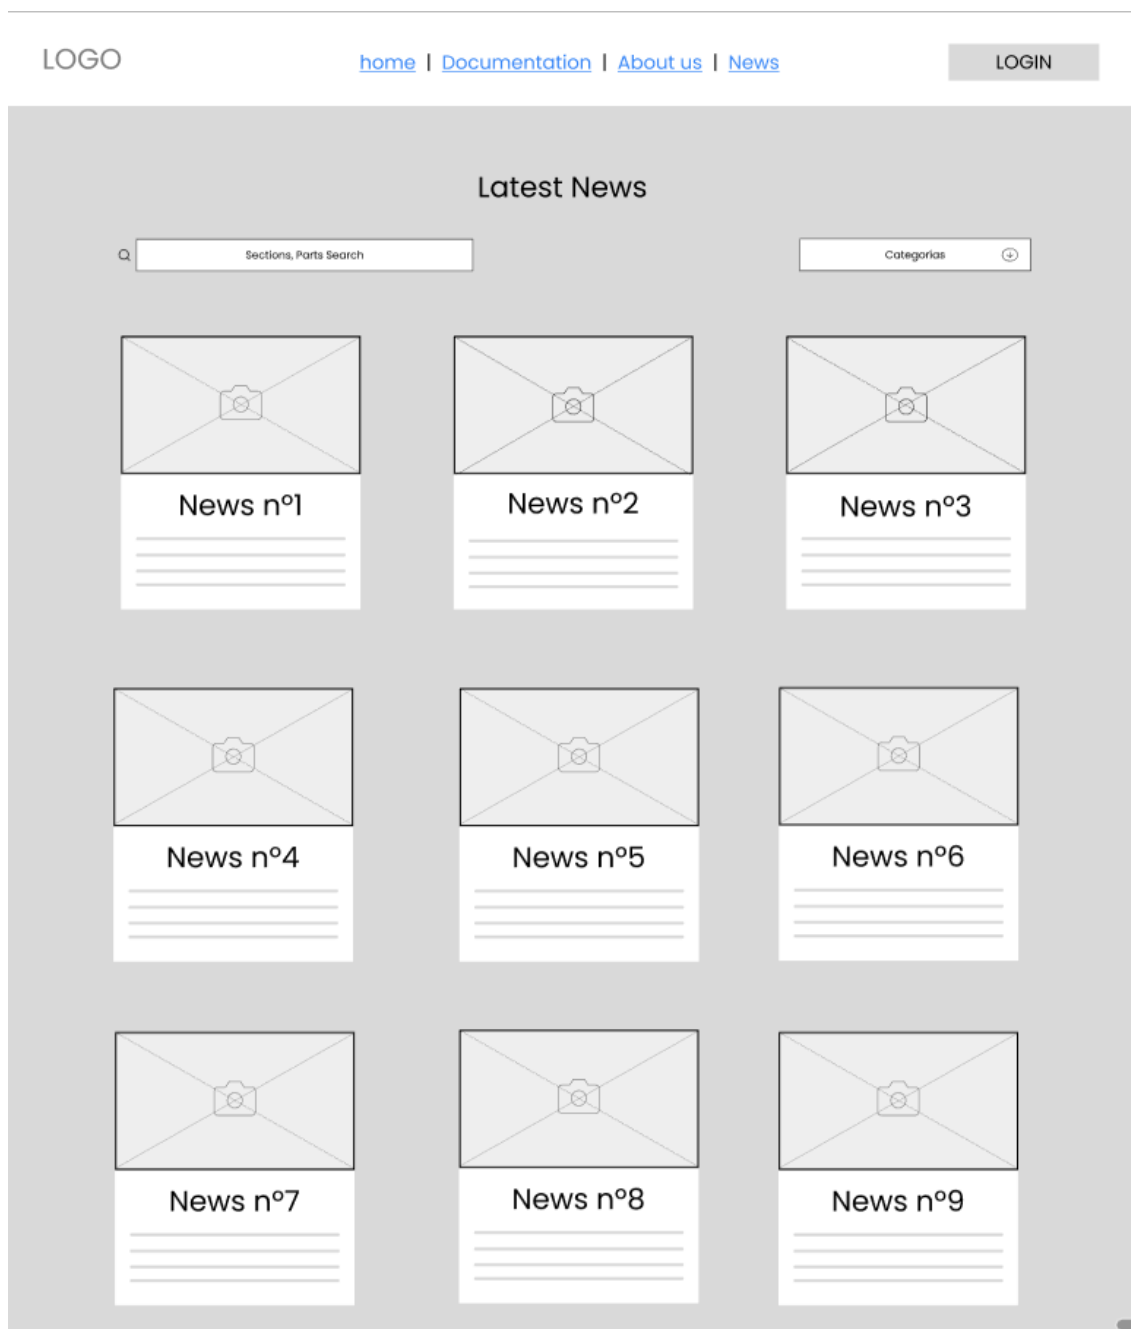 LOGO
home | Documentation | About us | News
LOGIN
Latest News
Sections, Parts Search
Categorias
News nº1
News nº2
News nº3
News nº4
News nº5
News nº6
News nº7
News nº8
News nº9